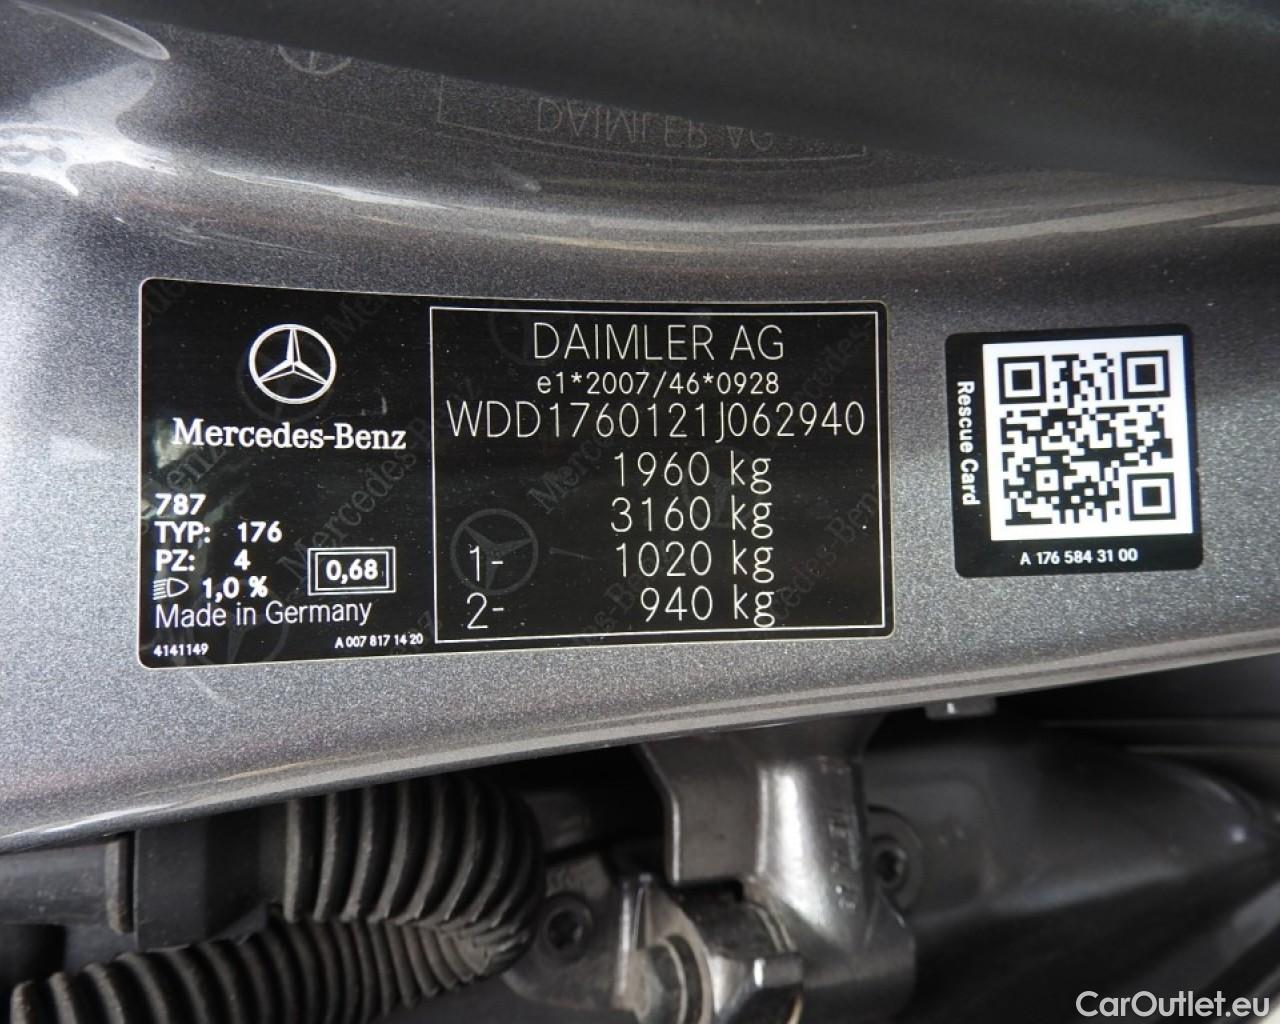 Mercedes-Benz
787
TYP: 176
PZ: 4
1,0 %
0,68
Made in Germany
4141149
A 007 817 14 20
DAIMLER AG
e1*2007/46*0928
WDD1760121J062940
1960 kg
3160 kg
1- 1020 kg
2- 940 kg
Rescue Card
A 176 584 31 00
CarOutlet.eu